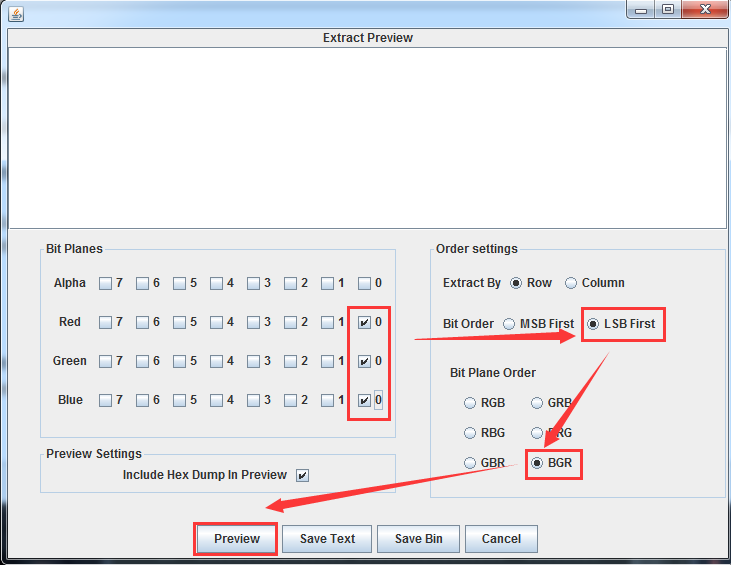 Extract Preview
Bit Planes
Alpha 7 6 5 4 3 2 1 0
Red 7 6 5 4 3 2 1 0
Green 7 6 5 4 3 2 1 0
Blue 7 6 5 4 3 2 1 0
Preview Settings
Include Hex Dump In Preview
Order settings
Extract By Row Column
Bit Order MSB First LSB First
Bit Plane Order
RGB GRB
RBG BRG
GBR BGR
Preview Save Text Save Bin Cancel